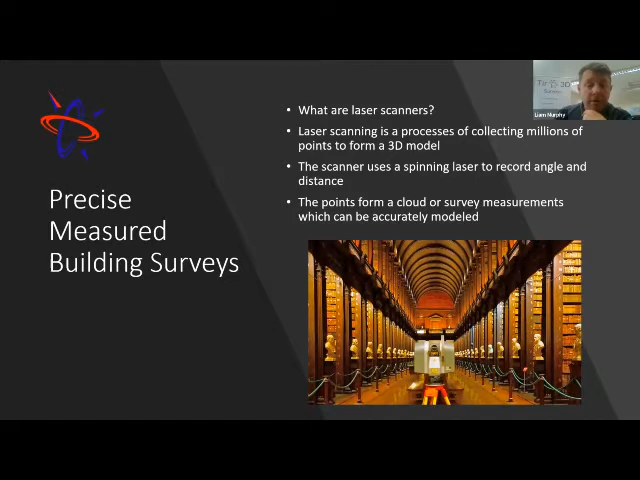 Precise
Measured
Building Surveys
• What are laser scanners?
• Laser scanning is a processes of collecting millions of
points to form a 3D model
• The scanner uses a spinning laser to record angle and
distance
• The points form a cloud or survey measurements
which can be accurately modeled
Liam Nurphy